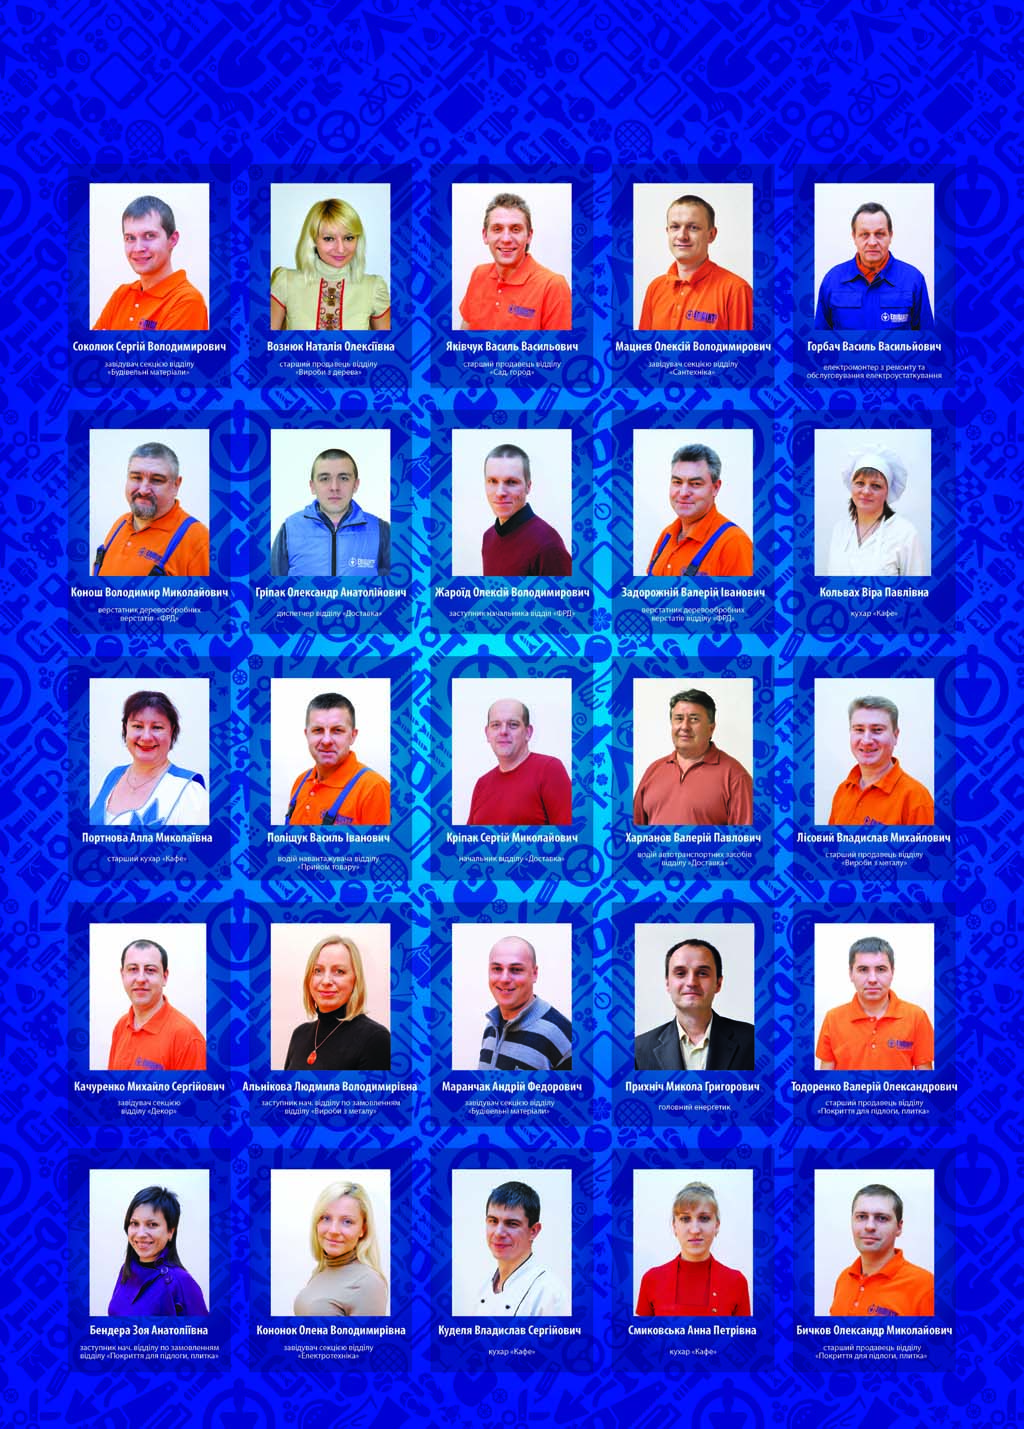 Соколюк Сергій Володимирович
завідувач секцією відділу
«Будівельні матеріали»
Вознюк Наталія Олексіївна
старший продавець відділу
«Вироби з дерева»
Яківчук Василь Васильович
старший продавець відділу
«Сад, город»
Мацнєв Олексій Володимирович
завідувач секцією відділу
«Сантехніка»
Горбач Василь Васильйович
електромонтер з ремонту та
обслуговування електроустаткування
Конош Володимир Миколайович
верстатник деревообробних
верстатів «ФРД»
Гріпак Олександр Анатолійович
диспетчер відділу «Доставка»
Жароїд Олексій Володимирович
заступник начальника відділ «ФРД»
Задорожній Валерій Іванович
верстатник деревообробних
верстатів відділу «ФРД»
Кольвах Віра Павлівна
кухар «Кафе»
Портнова Алла Миколаївна
старший кухар «Кафе»
Поліщук Василь Іванович
водій навантажувача відділу
«Прийом товару»
Кріпак Сергій Миколайович
начальник відділу «Доставка»
Харланов Валерій Павлович
водій автотранспортних засобів
відділу «Доставка»
Лісовий Владислав Михайлович
старший продавець відділу
«Вироби з металу»
Качуренко Михайло Сергійович
завідувач секцією
відділу «Декор»
Альнікова Людмила Володимирівна
заступник нач. відділу по замовленням
відділу «Вироби з металу»
Маранчак Андрій Федорович
завідувач секцією відділу
«Будівельні матеріали»
Прихніч Микола Григорович
головний енергетик
Тодоренко Валерій Олександрович
старший продавець відділу
«Покриття для підлоги, плитка»
Бендера Зоя Анатоліївна
заступник нач. відділу по замовленням
відділу «Покриття для підлоги, плитка»
Кононок Олена Володимирівна
завідувач секцією відділу
«Електротехніка»
Куделя Владислав Сергійович
кухар «Кафе»
Смиковська Анна Петрівна
кухар «Кафе»
Бичков Олександр Миколайович
старший продавець відділу
«Покриття для підлоги, плитка»